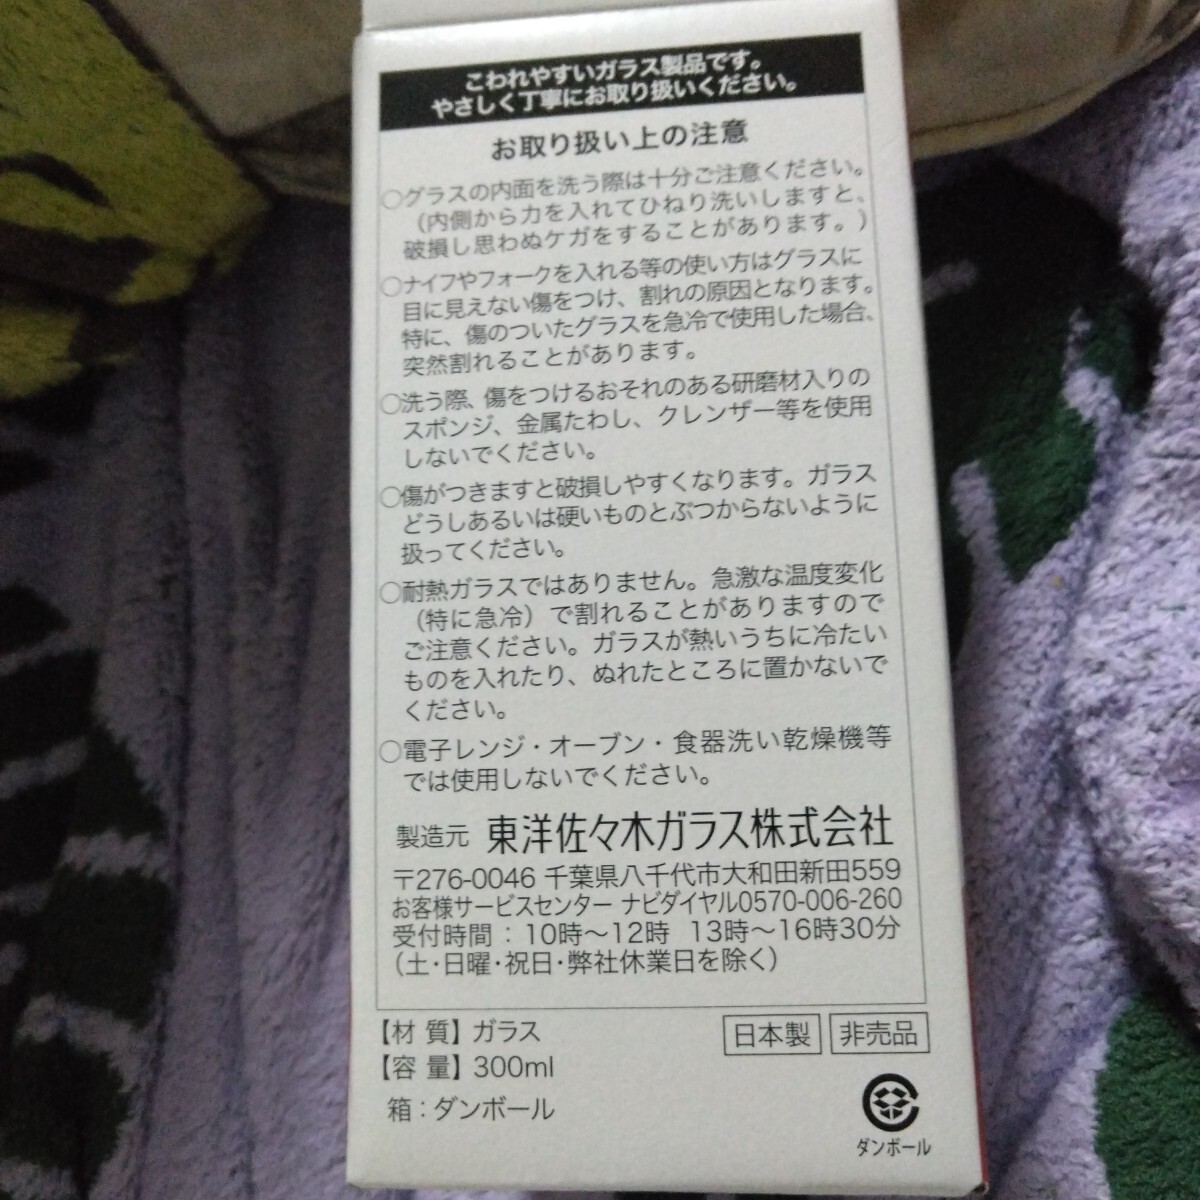 こわれやすいガラス製品です。
やさしく丁寧にお取り扱いください。
お取り扱い上の注意
○グラスの内面を洗う際は十分ご注意ください。
（内側から力を入れてひねり洗いしますと、
破損し思わぬケガをすることがあります。）
○ナイフやフォークを入れる等の使い方はグラスに
目に見えない傷をつけ、割れの原因となります。
特に、傷のついたグラスを急冷で使用した場合、
突然割れることがあります。
○洗う際、傷をつけるおそれのある研磨材入りの
スポンジ、金属たわし、クレンザー等を使用
しないでください。
○傷がつきますと破損しやすくなります。ガラス
どうしあるいは硬いものとぶつからないように
扱ってください。
○耐熱ガラスではありません。急激な温度変化
（特に急冷）で割れることがありますので
ご注意ください。ガラスが熱いうちに冷たい
ものを入れたり、ぬれたところに置かないで
ください。
○電子レンジ・オーブン・食器洗い乾燥機等
では使用しないでください。
製造元 東洋佐々木ガラス株式会社
〒276-0046 千葉県八千代市大和田新田559
お客様サービスセンター ナビダイヤル0570-006-260
受付時間：10時～12時 13時～16時30分
（土・日曜・祝日・弊社休業日を除く）
【材 質】ガラス
日本製 非売品
【容 量】300ml
箱：ダンボール
ダンボール